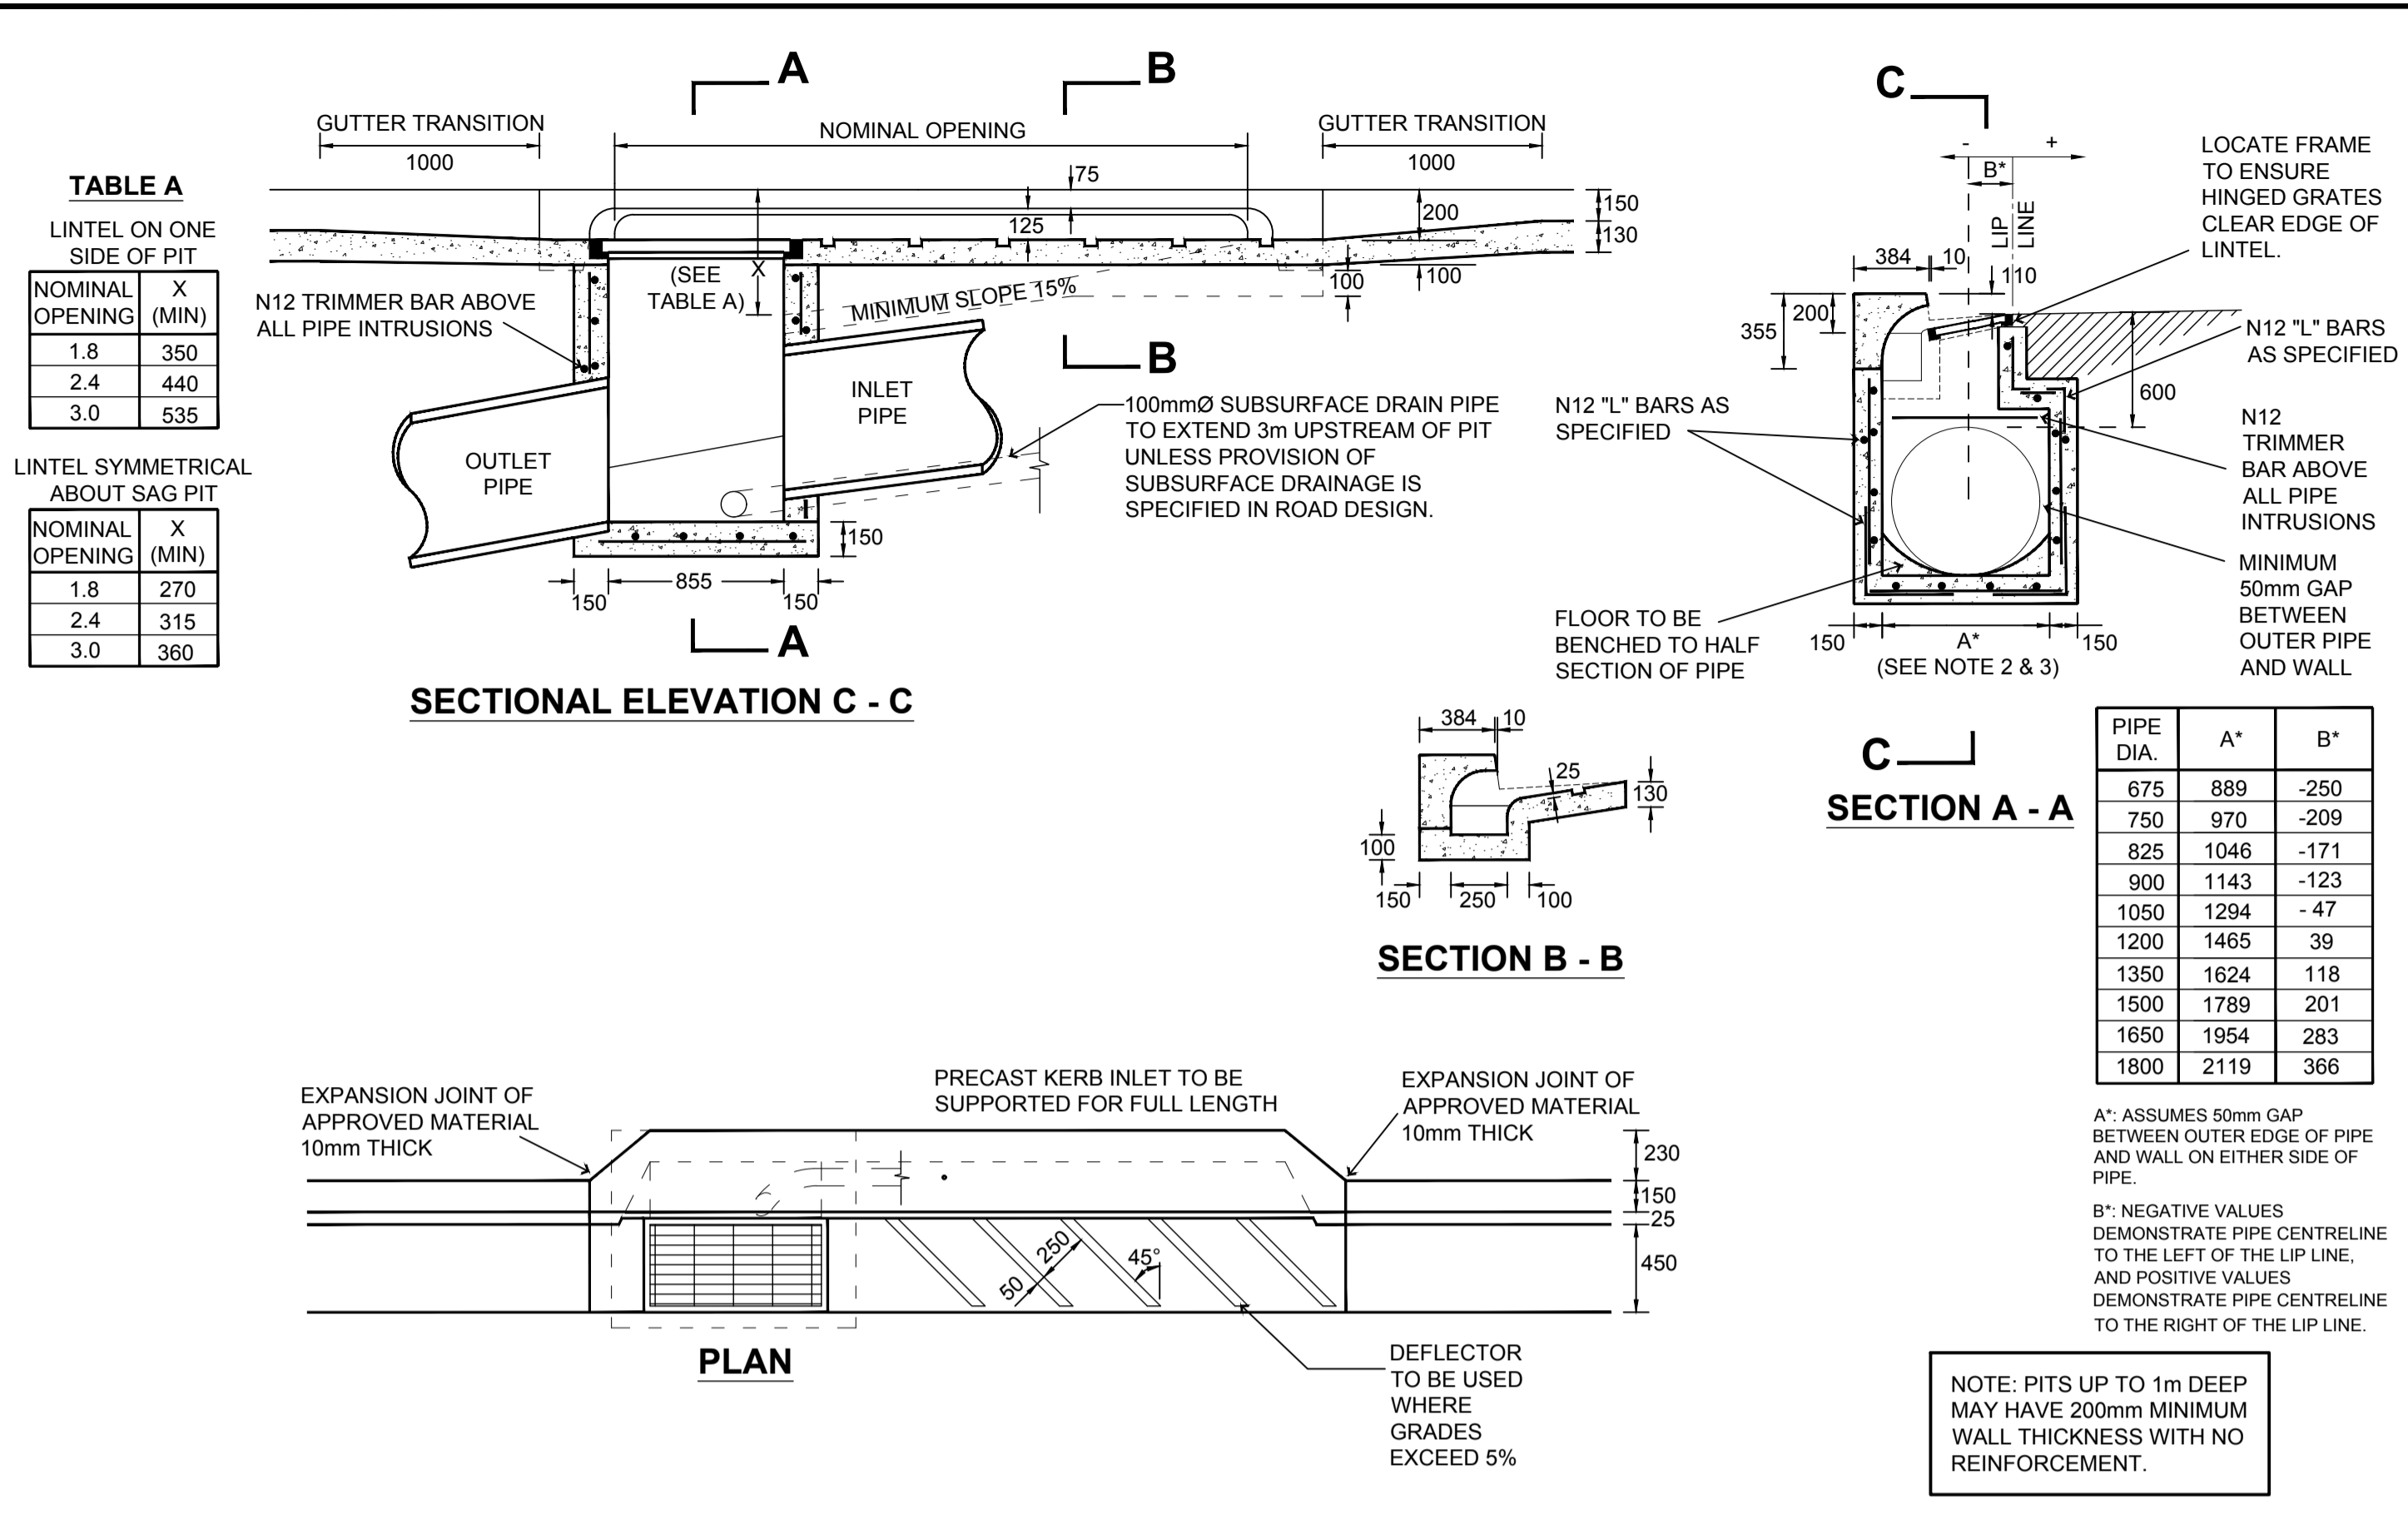 A
B
GUTTER TRANSITION
1000
NOMINAL OPENING
GUTTER TRANSITION
1000
75
125
200
150
130
100
100
TABLE A
LINTEL ON ONE
SIDE OF PIT
NOMINAL OPENING X (MIN)
1.8 350
2.4 440
3.0 535
LINTEL SYMMETRICAL
ABOUT SAG PIT
NOMINAL OPENING X (MIN)
1.8 270
2.4 315
3.0 360
N12 TRIMMER BAR ABOVE
ALL PIPE INTRUSIONS
(SEE X
TABLE A)
MINIMUM SLOPE 15%
B
INLET
PIPE
OUTLET
PIPE
100mmØ SUBSURFACE DRAIN PIPE
TO EXTEND 3m UPSTREAM OF PIT
UNLESS PROVISION OF
SUBSURFACE DRAINAGE IS
SPECIFIED IN ROAD DESIGN.
150
150
855
150
A
SECTIONAL ELEVATION C - C
C
- +
B*
LIP
LINE
384
10
110
200
355
600
LOCATE FRAME
TO ENSURE
HINGED GRATES
CLEAR EDGE OF
LINTEL.
N12 "L" BARS
AS SPECIFIED
N12 "L" BARS AS
SPECIFIED
N12
TRIMMER
BAR ABOVE
ALL PIPE
INTRUSIONS
MINIMUM
50mm GAP
BETWEEN
OUTER PIPE
AND WALL
FLOOR TO BE
BENCHED TO HALF
SECTION OF PIPE
150
A*
150
(SEE NOTE 2 & 3)
C
SECTION A - A
384
10
25
130
100
150
250
100
SECTION B - B
PIPE DIA. A* B*
675 889 -250
750 970 -209
825 1046 -171
900 1143 -123
1050 1294 - 47
1200 1465 39
1350 1624 118
1500 1789 201
1650 1954 283
1800 2119 366
A*: ASSUMES 50mm GAP
BETWEEN OUTER EDGE OF PIPE
AND WALL ON EITHER SIDE OF
PIPE.
B*: NEGATIVE VALUES
DEMONSTRATE PIPE CENTRELINE
TO THE LEFT OF THE LIP LINE,
AND POSITIVE VALUES
DEMONSTRATE PIPE CENTRELINE
TO THE RIGHT OF THE LIP LINE.
EXPANSION JOINT OF
APPROVED MATERIAL
10mm THICK
PRECAST KERB INLET TO BE
SUPPORTED FOR FULL LENGTH
EXPANSION JOINT OF
APPROVED MATERIAL
10mm THICK
230
150
25
450
250
50
45°
PLAN
DEFLECTOR
TO BE USED
WHERE
GRADES
EXCEED 5%
NOTE: PITS UP TO 1m DEEP
MAY HAVE 200mm MINIMUM
WALL THICKNESS WITH NO
REINFORCEMENT.